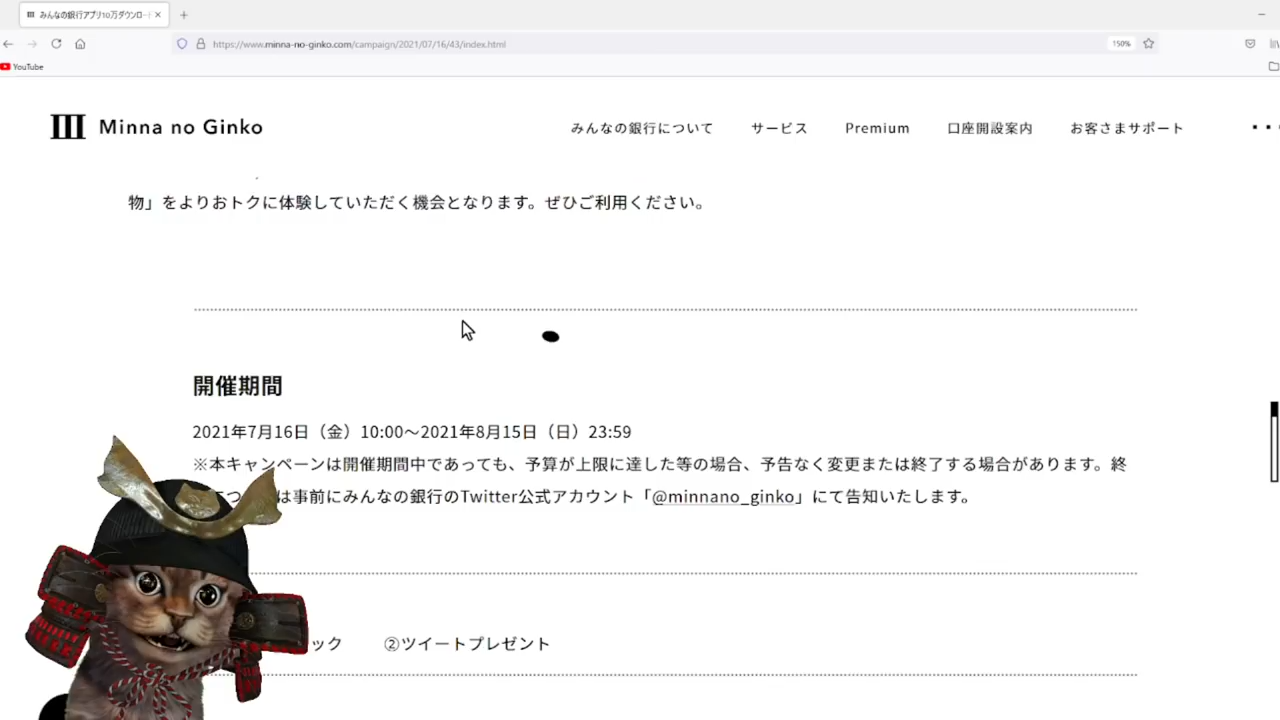 みんなの銀行アプリ10万ダウンロー
https://www.minna-no-ginko.com/campaign/2021/07/16/43/index.html
150%
YouTube
Minna no Ginko
みんなの銀行について サービス Premium 口座開設案内 お客さまサポート
物」をよりおトクに体験していただく機会となります。ぜひご利用ください。
開催期間
2021年7月16日（金）10:00〜2021年8月15日（日）23:59
※本キャンペーンは開催期間中であっても、予算が上限に達した等の場合、予告なく変更または終了する場合があります。終
は事前にみんなの銀行のTwitter公式アカウント「@minnano_ginko」にて告知いたします。
ック ②ツイートプレゼント